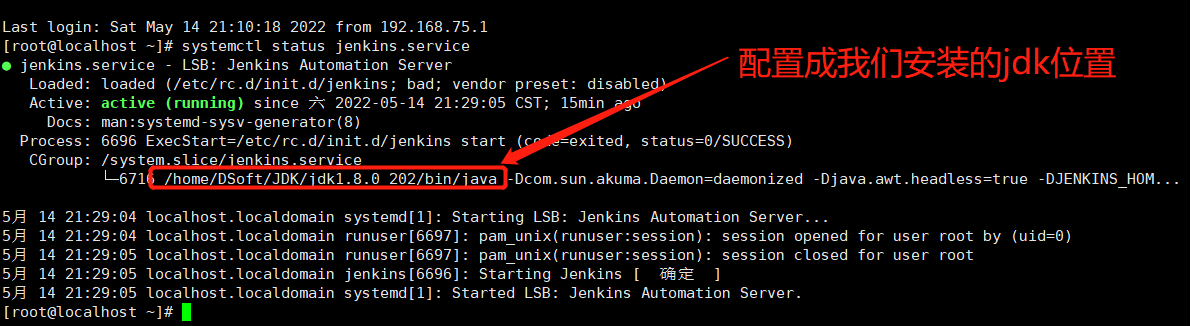 Last login: Sat May 14 21:10:18 2022 from 192.168.75.1
[root@localhost ~]# systemctl status jenkins.service
● jenkins.service - LSB: Jenkins Automation Server
配置成我们安装的jdk位置
Loaded: loaded (/etc/rc.d/init.d/jenkins; bad; vendor preset: disabled)
Active: active (running) since 六 2022-05-14 21:29:05 CST; 15min ago
Docs: man:systemd-sysv-generator(8)
Process: 6696 ExecStart=/etc/rc.d/init.d/jenkins start (code=exited, status=0/SUCCESS)
CGroup: /system.slice/jenkins.service
└─6716 /home/DSoft/JDK/jdk1.8.0_202/bin/java -Dcom.sun.akuma.Daemon=daemonized -Djava.awt.headless=true -DJENKINS_HOM...
5月 14 21:29:04 localhost.localdomain systemd[1]: Starting LSB: Jenkins Automation Server...
5月 14 21:29:04 localhost.localdomain runuser[6697]: pam_unix(runuser:session): session opened for user root by (uid=0)
5月 14 21:29:05 localhost.localdomain runuser[6697]: pam_unix(runuser:session): session closed for user root
5月 14 21:29:05 localhost.localdomain jenkins[6696]: Starting Jenkins [  确定  ]
5月 14 21:29:05 localhost.localdomain systemd[1]: Started LSB: Jenkins Automation Server.
[root@localhost ~]#